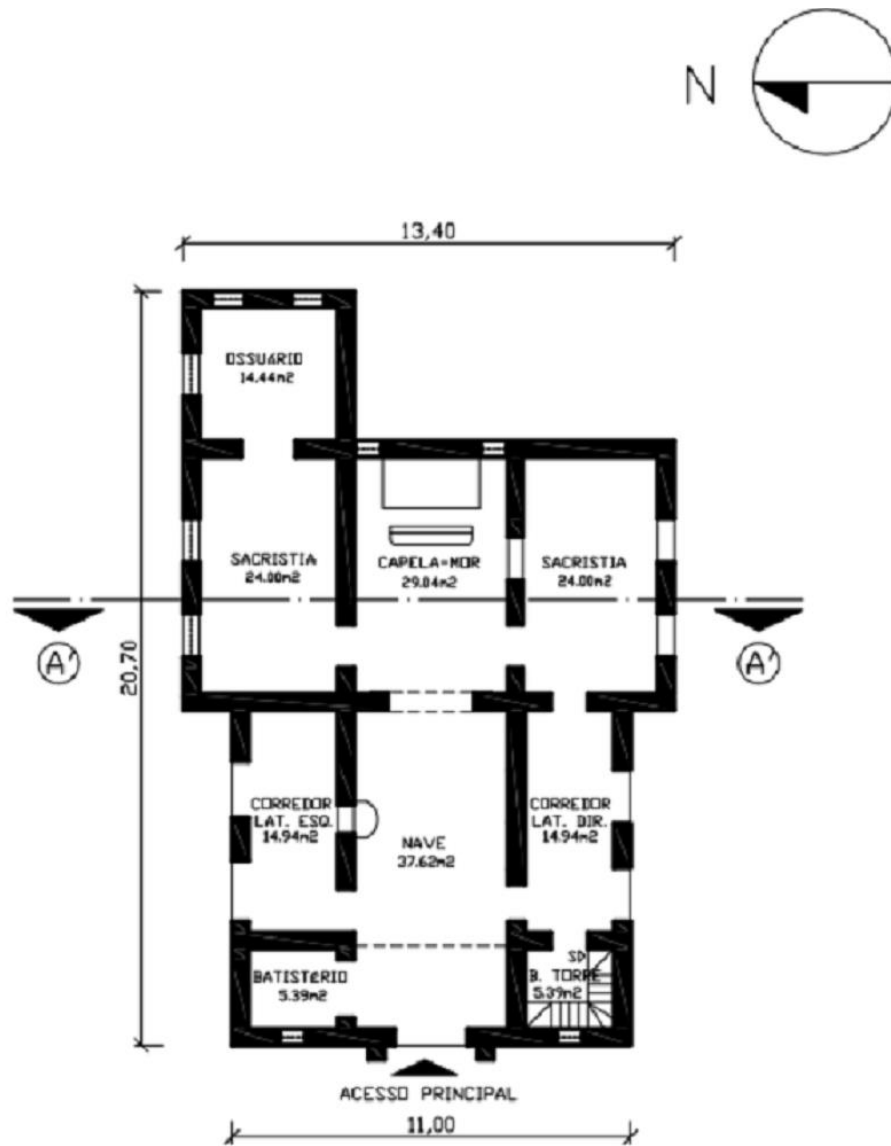 N
13,40
OSSUáRIO
14.44m2
SACRISTIA
24.00m2
CAPELA-MOR
29.04m2
SACRISTIA
24.00m2
A'
A'
20,70
CORREDOR
LAT. ESQ.
14.94m2
NAVE
37.62m2
CORREDOR
LAT. DIR.
14.94m2
BATISTéRIO
5.39m2
SD
B. TORRE
5.39m2
ACESSO PRINCIPAL
11,00